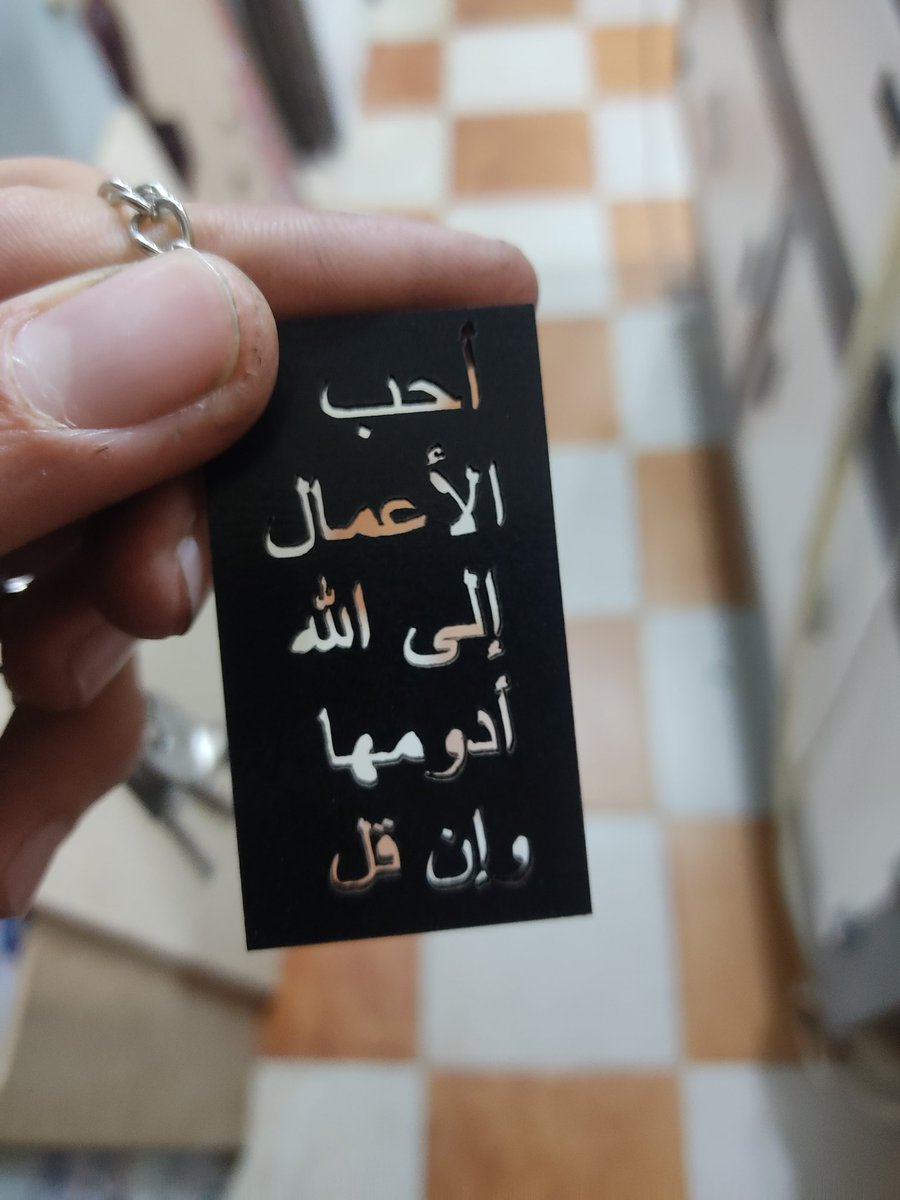 أحب
الأعمال
إلى الله
أدومها
وإن قل